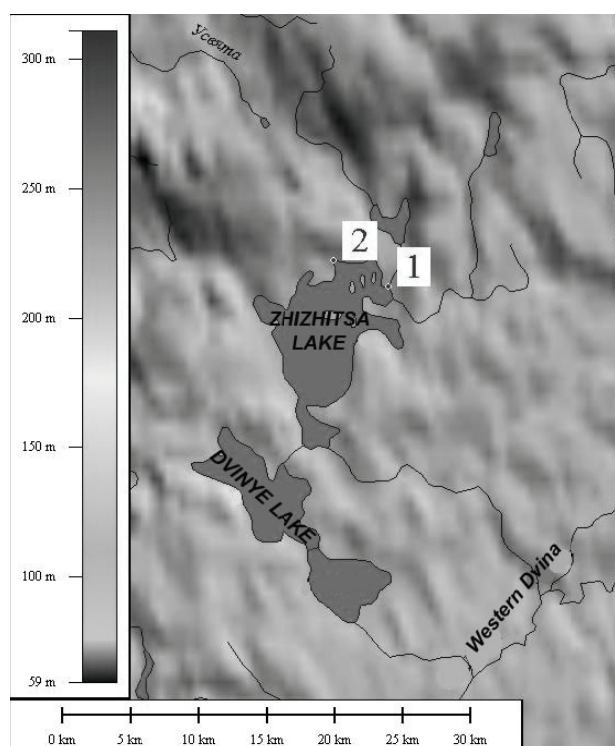 300 m
Усвята
250 m
2
1
200 m
ZHIZHITSA
LAKE
150 m
DVINYE LAKE
100 m
Western Dvina
59 m
0 km 5 km 10 km 15 km 20 km 25 km 30 km